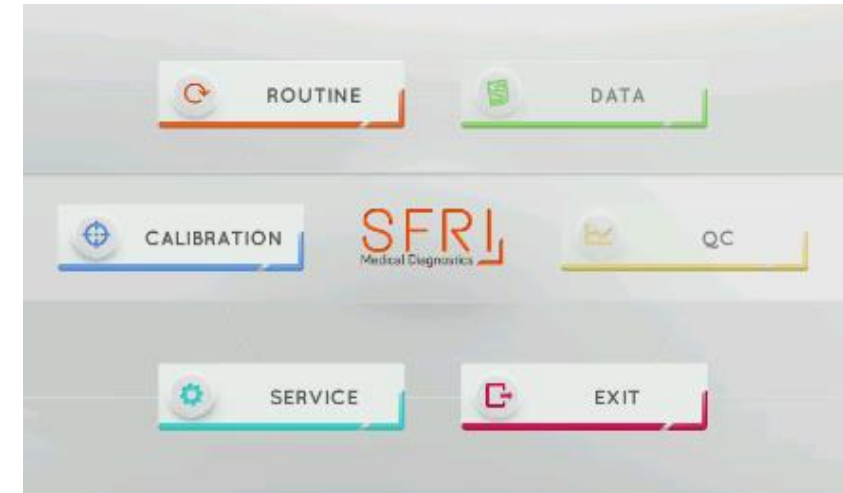 ROUTINE
DATA
CALIBRATION
SFRI
Medical Diagnostics
QC
SERVICE
EXIT